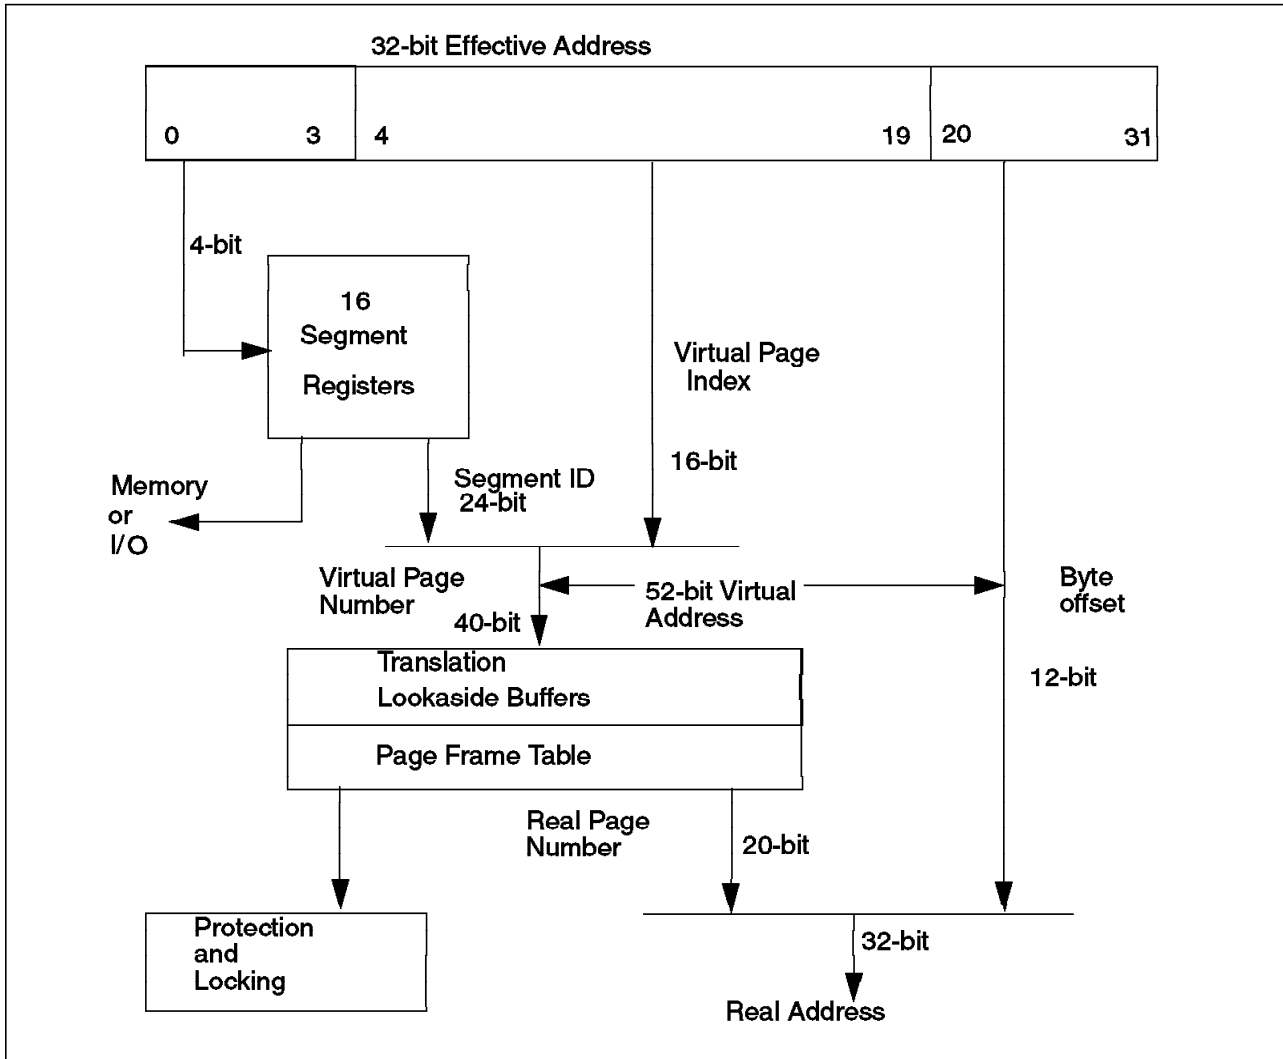 32-bit Effective Address
0 3 4 19 20 31
4-bit
16
Segment
Registers
Virtual Page
Index
16-bit
Segment ID
24-bit
Memory
or
I/O
Virtual Page
Number
40-bit
52-bit Virtual
Address
Byte
offset
12-bit
Translation
Lookaside Buffers
Page Frame Table
Real Page
Number
20-bit
Protection
and
Locking
32-bit
Real Address